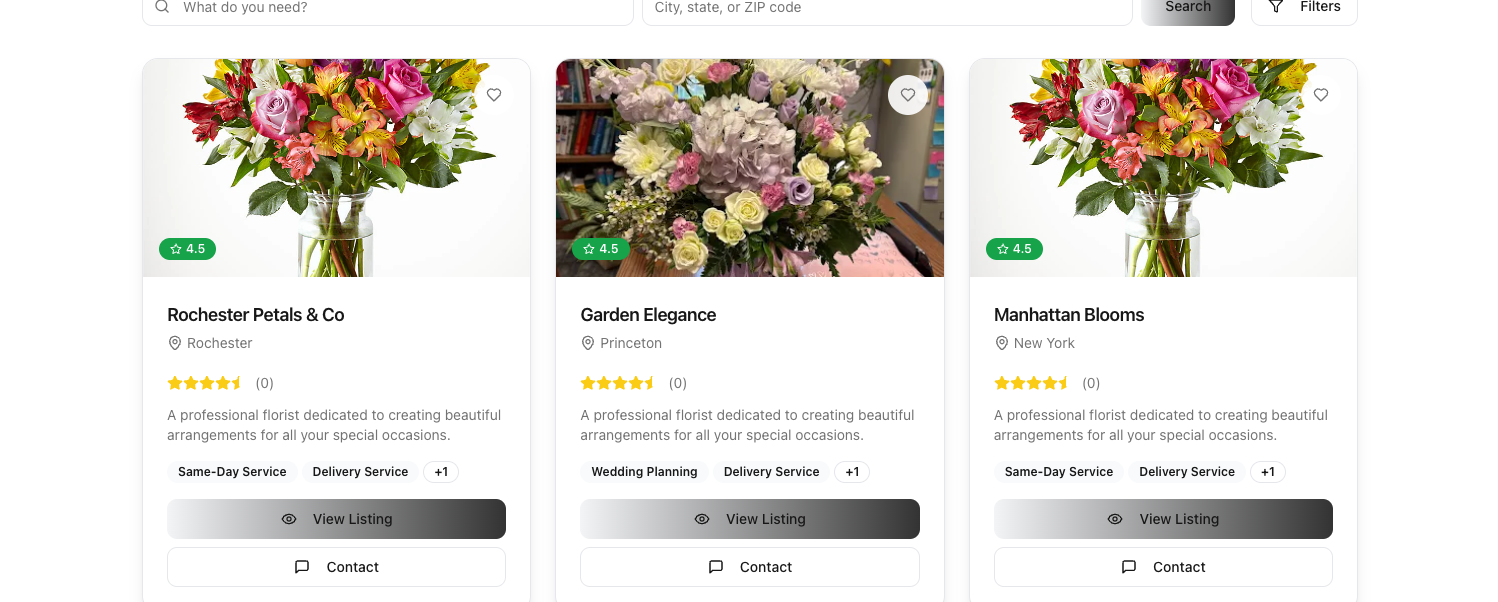 What do you need?
City, state, or ZIP code
Search
Filters
4.5
4.5
4.5
Rochester Petals & Co
Rochester
(0)
A professional florist dedicated to creating beautiful
arrangements for all your special occasions.
Same-Day Service
Delivery Service
+1
View Listing
Contact
Garden Elegance
Princeton
(0)
A professional florist dedicated to creating beautiful
arrangements for all your special occasions.
Wedding Planning
Delivery Service
+1
View Listing
Contact
Manhattan Blooms
New York
(0)
A professional florist dedicated to creating beautiful
arrangements for all your special occasions.
Same-Day Service
Delivery Service
+1
View Listing
Contact